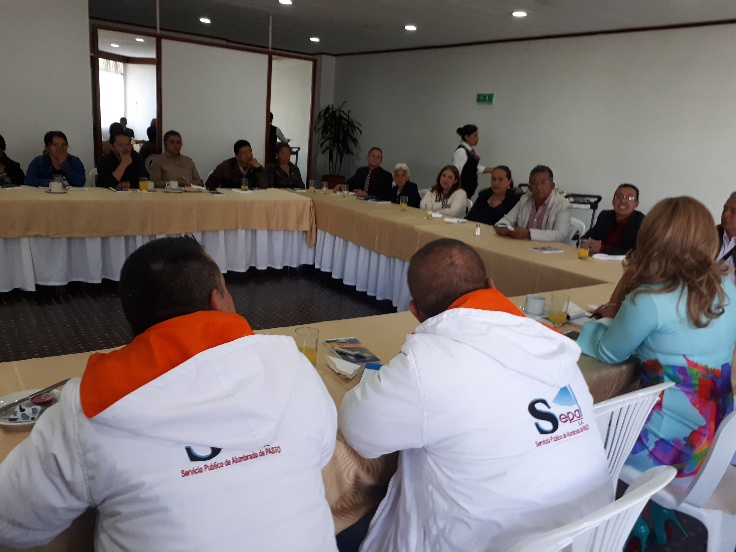 S
Servicio Público de Alumbrado de PASTO
Sepal
S.A.
Servicio Público de Alumbrado de PASTO